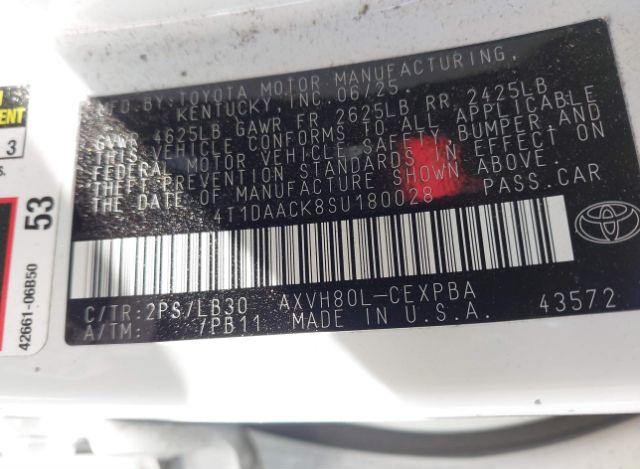 MFD. BY: TOYOTA MOTOR MANUFACTURING,
KENTUCKY, INC. 06/25
GVWR 4625LB GAWR FR 2625LB RR 2425LB
THIS VEHICLE CONFORMS TO ALL APPLICABLE
FEDERAL MOTOR VEHICLE SAFETY, BUMPER AND
THEFT PREVENTION STANDARDS IN EFFECT ON
THE DATE OF MANUFACTURE SHOWN ABOVE.
4T1DAACK8SU180028 PASS. CAR
C/TR: 2PS/LB30 AXVH80L-CEXPBA
A/TM: /PB11 MADE IN U.S.A. 43572
3
53
42661-06B50